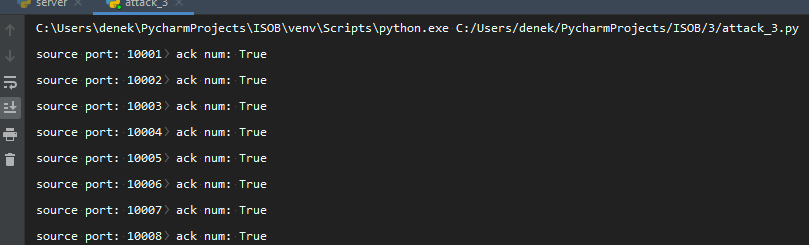 server attack_3
C:\Users\denek\PycharmProjects\ISOB\venv\Scripts\python.exe C:/Users/denek/PycharmProjects/ISOB/3/attack_3.py
source port: 10001> ack num: True
source port: 10002> ack num: True
source port: 10003> ack num: True
source port: 10004> ack num: True
source port: 10005> ack num: True
source port: 10006> ack num: True
source port: 10007> ack num: True
source port: 10008> ack num: True